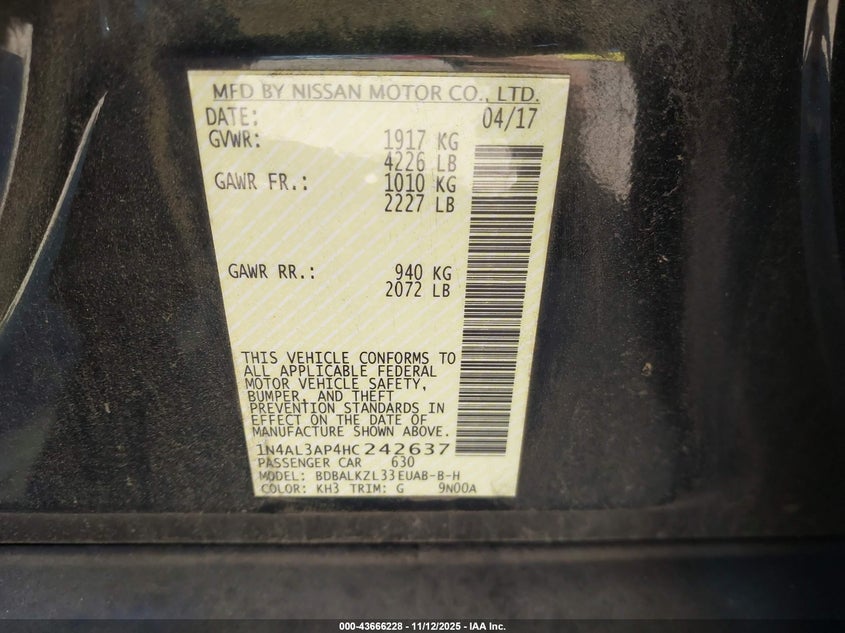 MFD BY NISSAN MOTOR CO., LTD.
DATE: 04/17
GVWR: 1917 KG
4226 LB
GAWR FR.: 1010 KG
2227 LB
GAWR RR.: 940 KG
2072 LB
THIS VEHICLE CONFORMS TO
ALL APPLICABLE FEDERAL
MOTOR VEHICLE SAFETY,
BUMPER, AND THEFT
PREVENTION STANDARDS IN
EFFECT ON THE DATE OF
MANUFACTURE SHOWN ABOVE.
1N4AL3AP4HC242637
PASSENGER CAR 630
MODEL: BDBALKZL33EUAB-B-H
COLOR: KH3 TRIM: G 9N00A
000-43666228 - 11/12/2025 - IAA Inc.